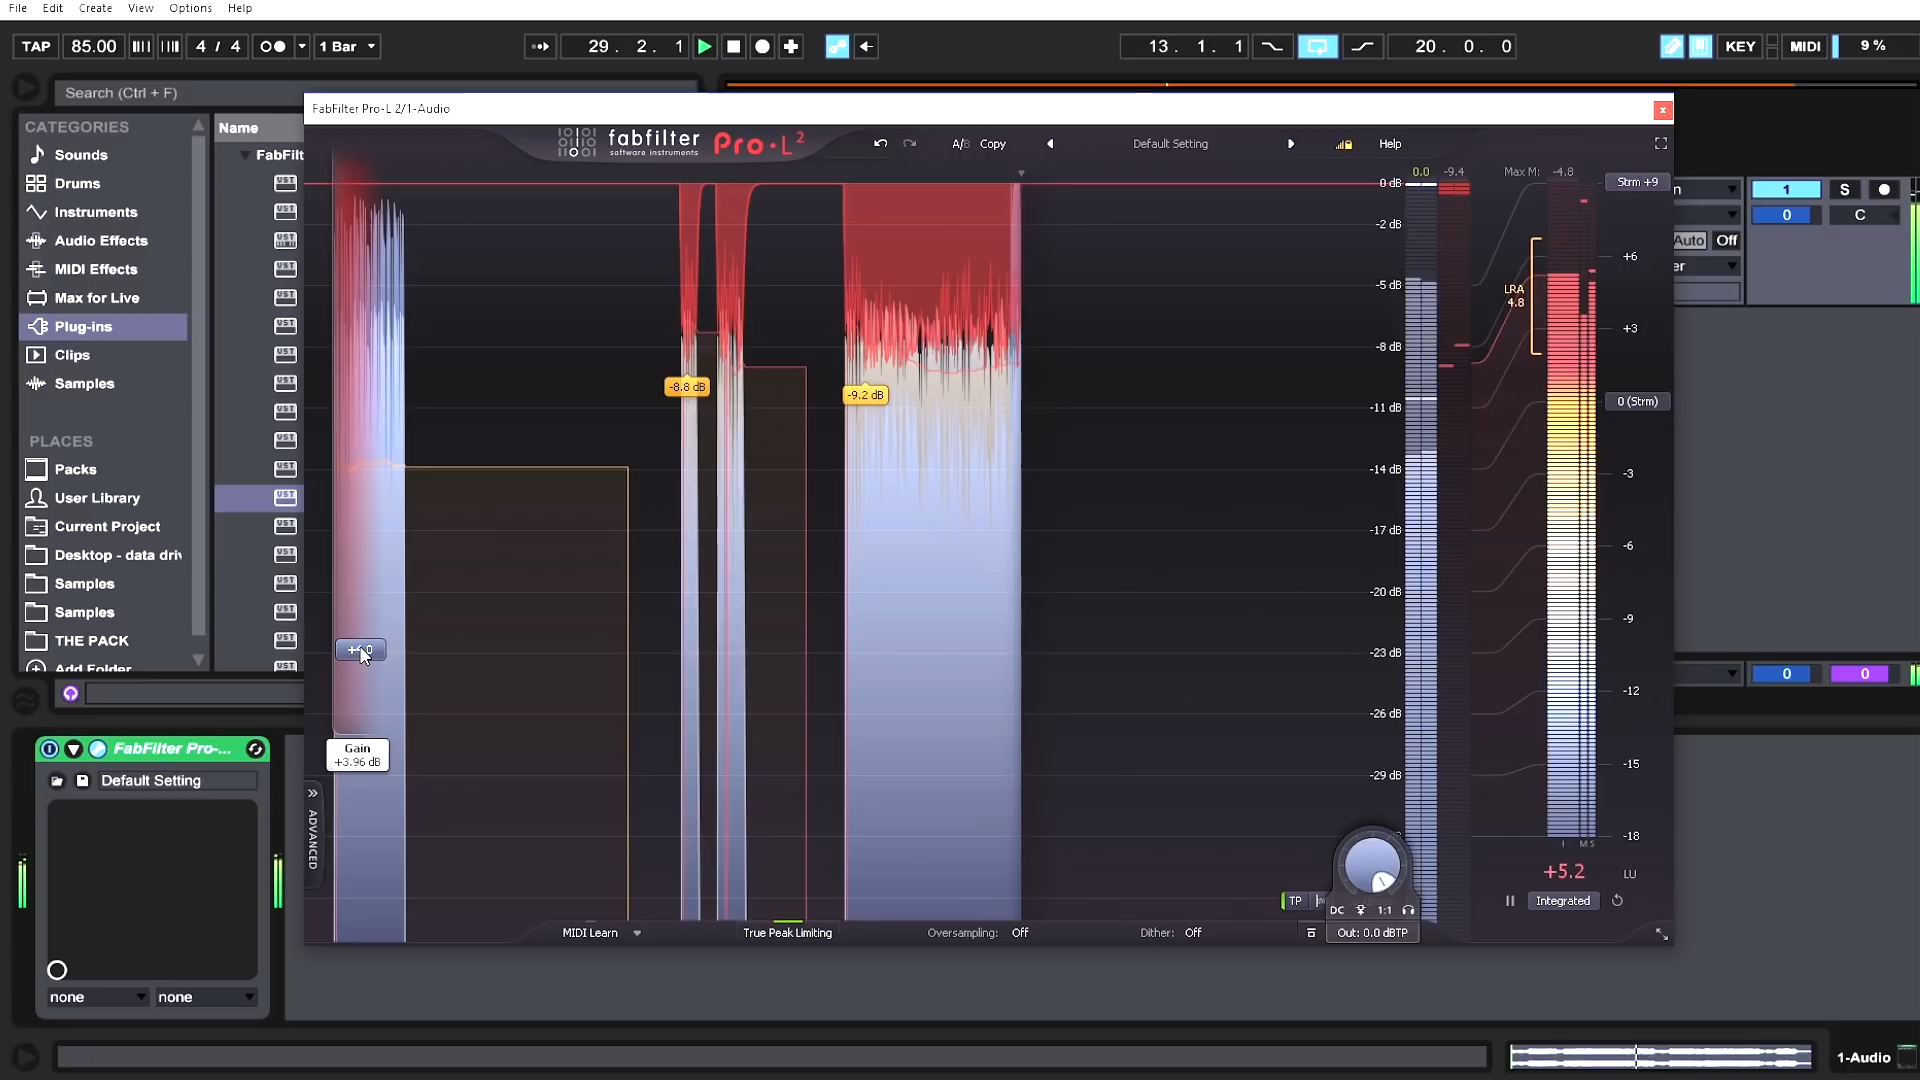 File Edit Create View Options Help
TAP 85.00 4 / 4 1 Bar 29. 2. 1 13. 1. 1 20. 0. 0 KEY MIDI 9 %
Search (Ctrl + F)
FabFilter Pro-L 2/1-Audio
CATEGORIES
Sounds
Drums
Instruments
Audio Effects
MIDI Effects
Max for Live
Plug-ins
Clips
Samples
PLACES
Packs
User Library
Current Project
Desktop - data driv
Samples
Samples
THE PACK
Add Folder
Name
FabFilt
fabfilter Pro·L²
software instruments
A/B Copy
Default Setting
Help
0.0 -9.4 Max M: -4.8
Strm +9
0 dB
-2 dB
-5 dB
-8 dB
-11 dB
-14 dB
-17 dB
-20 dB
-23 dB
-26 dB
-29 dB
-8.8 dB
-9.2 dB
LRA
4.8
+6
+3
0 (Strm)
-3
-6
-9
-12
-15
-18
I M S
+5.2 LU
Integrated
Gain
+3.96 dB
ADVANCED
TP
DC 1:1
MIDI Learn
True Peak Limiting
Oversampling: Off
Dither: Off
Out: 0.0 dBTP
1 S
0 C
Auto Off
er
0 0
FabFilter Pro-...
Default Setting
none none
1-Audio